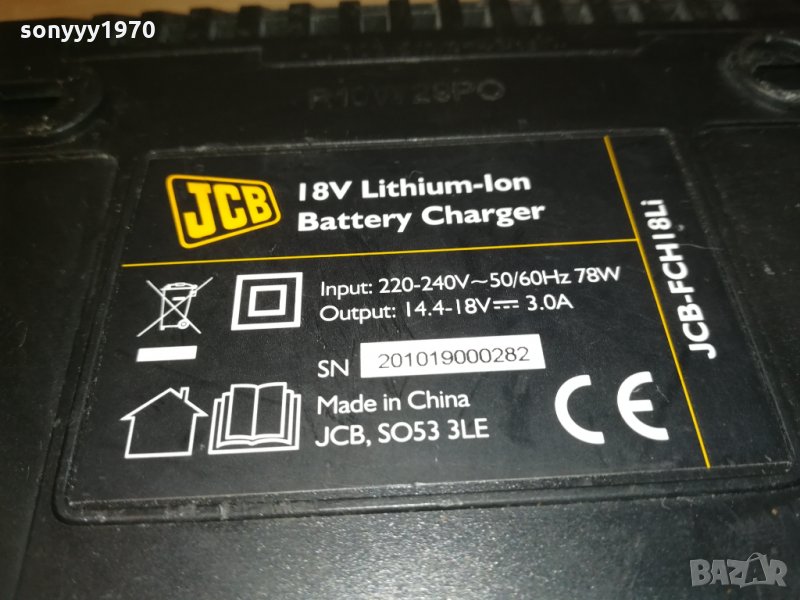 sonyyy1970
JCB
18V Lithium-Ion
Battery Charger
Input: 220-240V~50/60Hz 78W
Output: 14.4-18V⎓ 3.0A
SN 201019000282
Made in China
JCB, SO53 3LE
CE
JCB-FCH18Li
BAZAR